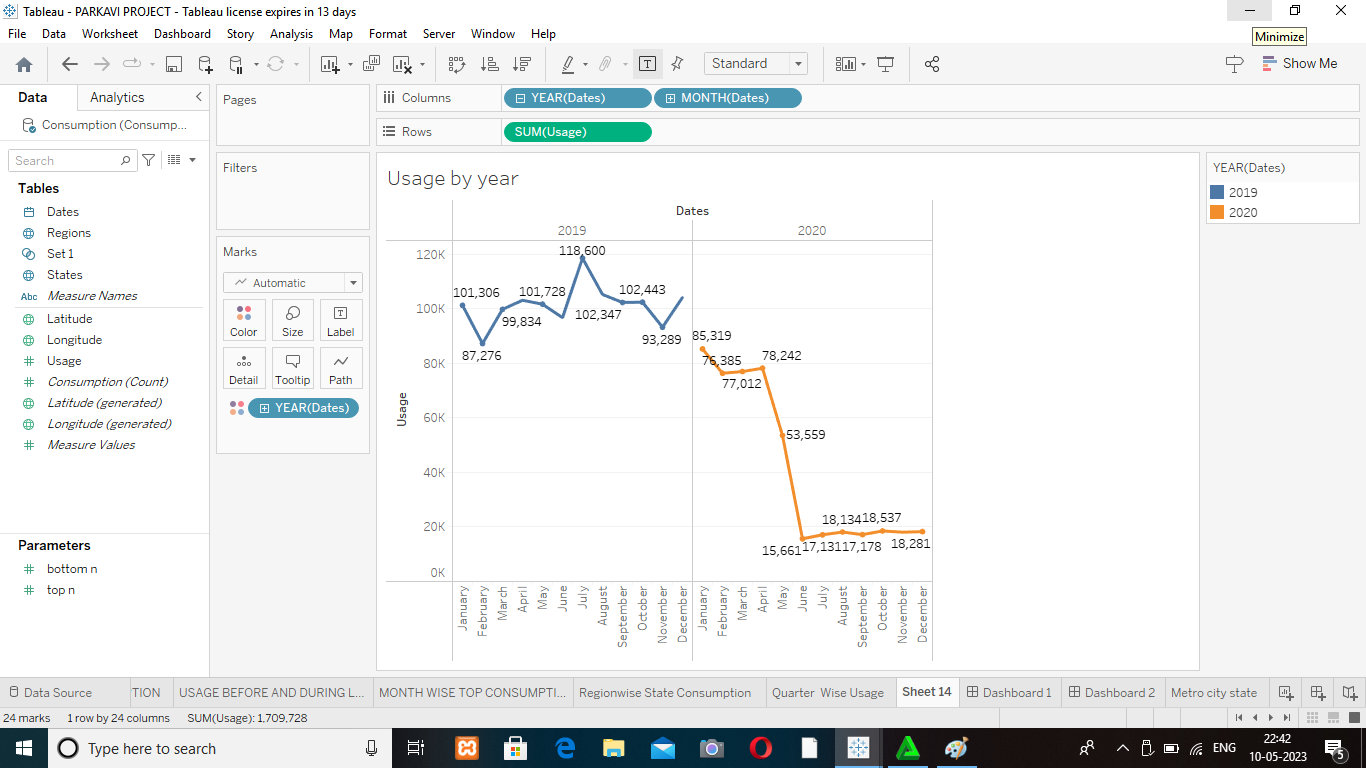 Tableau - PARKAVI PROJECT - Tableau license expires in 13 days
File Data Worksheet Dashboard Story Analysis Map Format Server Window Help
Minimize
Standard
Show Me
Data Analytics
Pages
Columns YEAR(Dates) MONTH(Dates)
Consumption (Consump...
Rows SUM(Usage)
Search
Filters
Usage by year
YEAR(Dates)
2019
2020
Tables
Dates
Regions
Set 1
States
Abc Measure Names
Latitude
Longitude
Usage
Consumption (Count)
Latitude (generated)
Longitude (generated)
Measure Values
Marks
Automatic
Color Size Label
Detail Tooltip Path
YEAR(Dates)
Dates
2019 2020
120K
100K
80K
60K
40K
20K
0K
Usage
118,600
101,306 101,728 102,443
99,834 102,347
87,276 93,289
85,319
76,385 78,242
77,012
53,559
18,134 18,537
15,661 17,131 17,178 18,281
January February March April May June July August September October November December
January February March April May June July August September October November December
Parameters
bottom n
top n
Data Source TION USAGE BEFORE AND DURING L... MONTH WISE TOP CONSUMPTI... Regionwise State Consumption Quarter Wise Usage Sheet 14 Dashboard 1 Dashboard 2 Metro city state
24 marks 1 row by 24 columns SUM(Usage): 1,709,728
Type here to search
ENG
22:42
10-05-2023
5